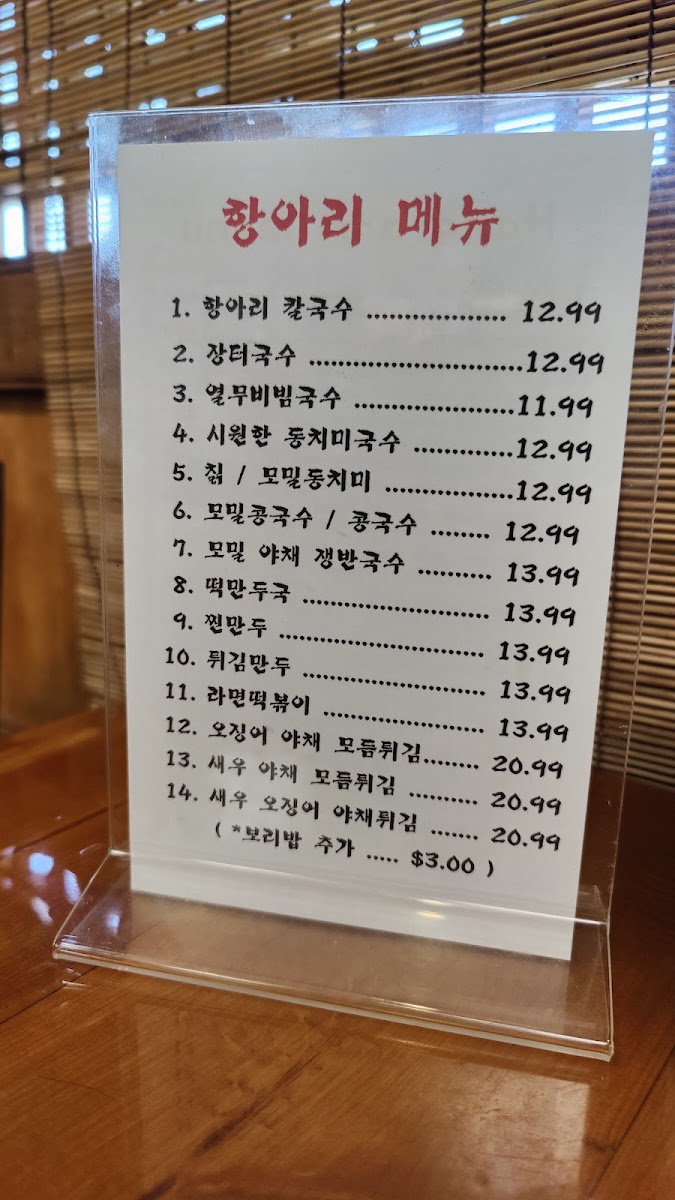 항아리 메뉴
1. 항아리 칼국수 .................. 12.99
2. 장터국수 ..............................12.99
3. 열무비빔국수 ......................11.99
4. 시원한 동치미국수 ..............12.99
5. 칡 / 모밀동치미 ..................12.99
6. 모밀콩국수 / 콩국수 ........ 12.99
7. 모밀 야채 쟁반국수 .......... 13.99
8. 떡만두국 .......................... 13.99
9. 찐만두 ............................. 13.99
10. 튀김만두 ......................... 13.99
11. 라면떡볶이 ...................... 13.99
12. 오징어 야채 모듬튀김........ 20.99
13. 새우 야채 모듬튀김 .......... 20.99
14. 새우 오징어 야채튀김 ....... 20.99
( *보리밥 추가 ..... $3.00 )